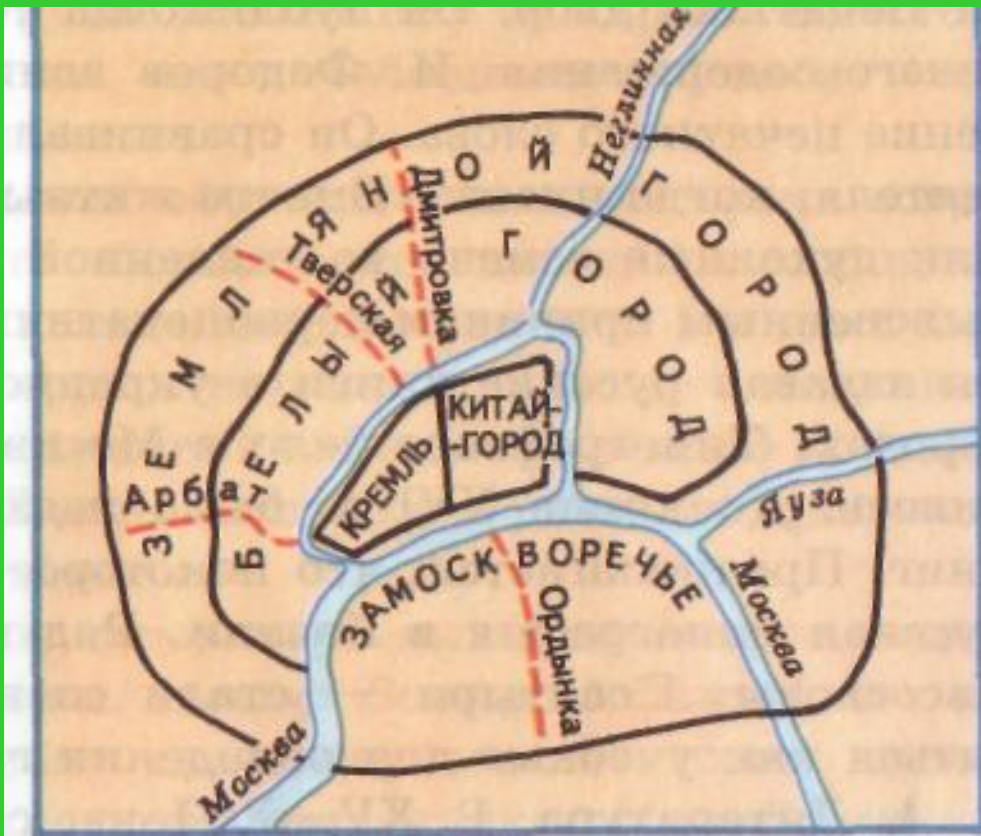 Неглинная
ЗЕМЛЯНОЙ ГОРОД
Дмитровка
Тверская
БЕЛЫЙ ГОРОД
КИТАЙ-
-ГОРОД
КРЕМЛЬ
Арбат
Яуза
ЗАМОСКВОРЕЧЬЕ
Ордынка
Москва
Москва